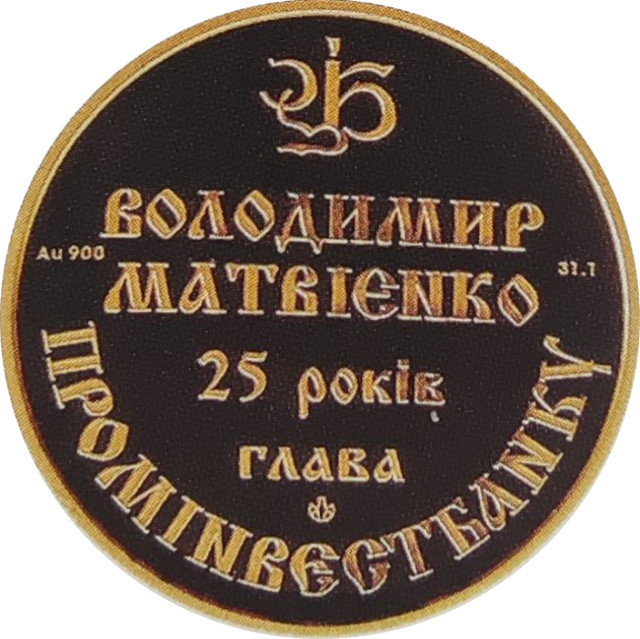 ВОЛОДИМИР
Au 900
31.1
МАТВІЄНКО
25 років
глава
ПРОМІНВЕСТБАНКУ